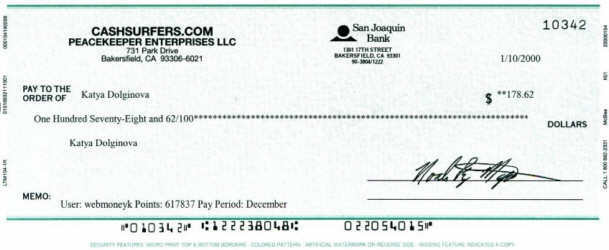 CASHSURFERS.COM
PEACEKEEPER ENTERPRISES LLC
731 Park Drive
Bakersfield, CA 93306-6021
San Joaquin
Bank
1301 17TH STREET
BAKERSFIELD, CA 93301
90-3804/1222
10342
1/10/2000
PAY TO THE
ORDER OF Katya Dolginova
$ **178.62
One Hundred Seventy-Eight and 62/100**********
DOLLARS
Katya Dolginova
MEMO:
User: webmoneyk Points: 617837 Pay Period: December
⑈010342⑈ ⑆122238048⑆ 022054015⑈